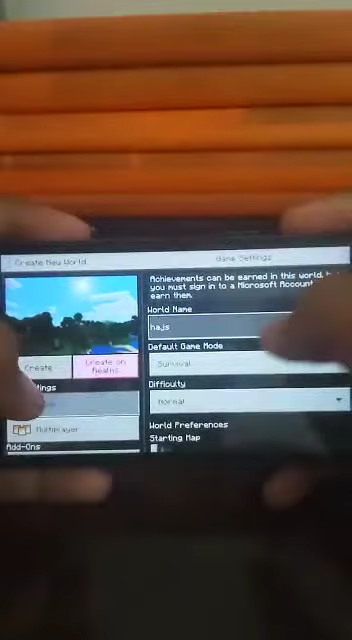 Create New World
Game Settings
Achievements can be earned in this world,
you must sign in to a Microsoft Account
earn them.
World Name
hajs
Default Game Mode
Survival
Create
Create on
Realms
Difficulty
Normal
ttings
Multiplayer
World Preferences
Starting Map
Add-Ons